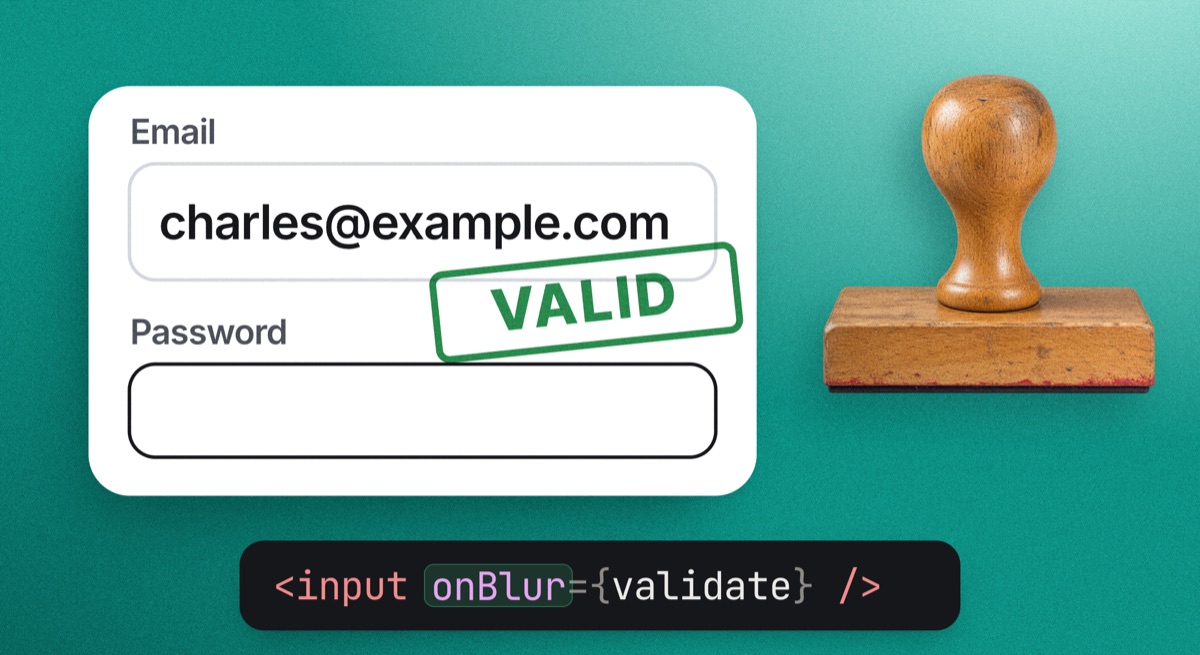 Email
charles@example.com
VALID
Password
<input onBlur={validate} />